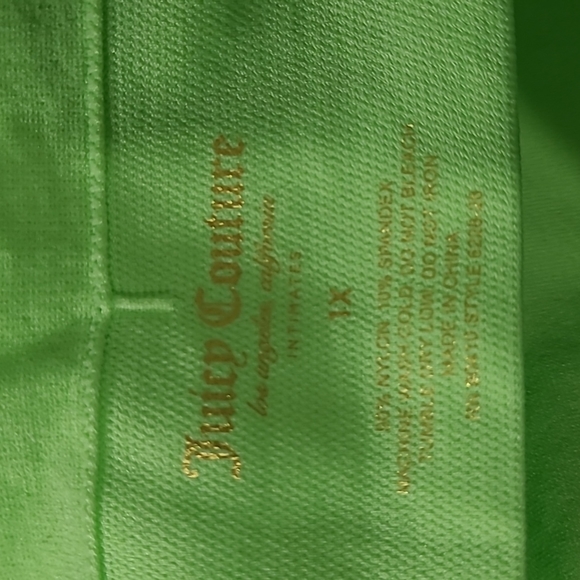 Juicy Couture
los angeles, california
INTIMATES
1X
90% NYLON 10% SPANDEX
MACHINE WASH COLD, DO NOT BLEACH
TUMBLE DRY LOW, DO NOT IRON
MADE IN CHINA
STYLE